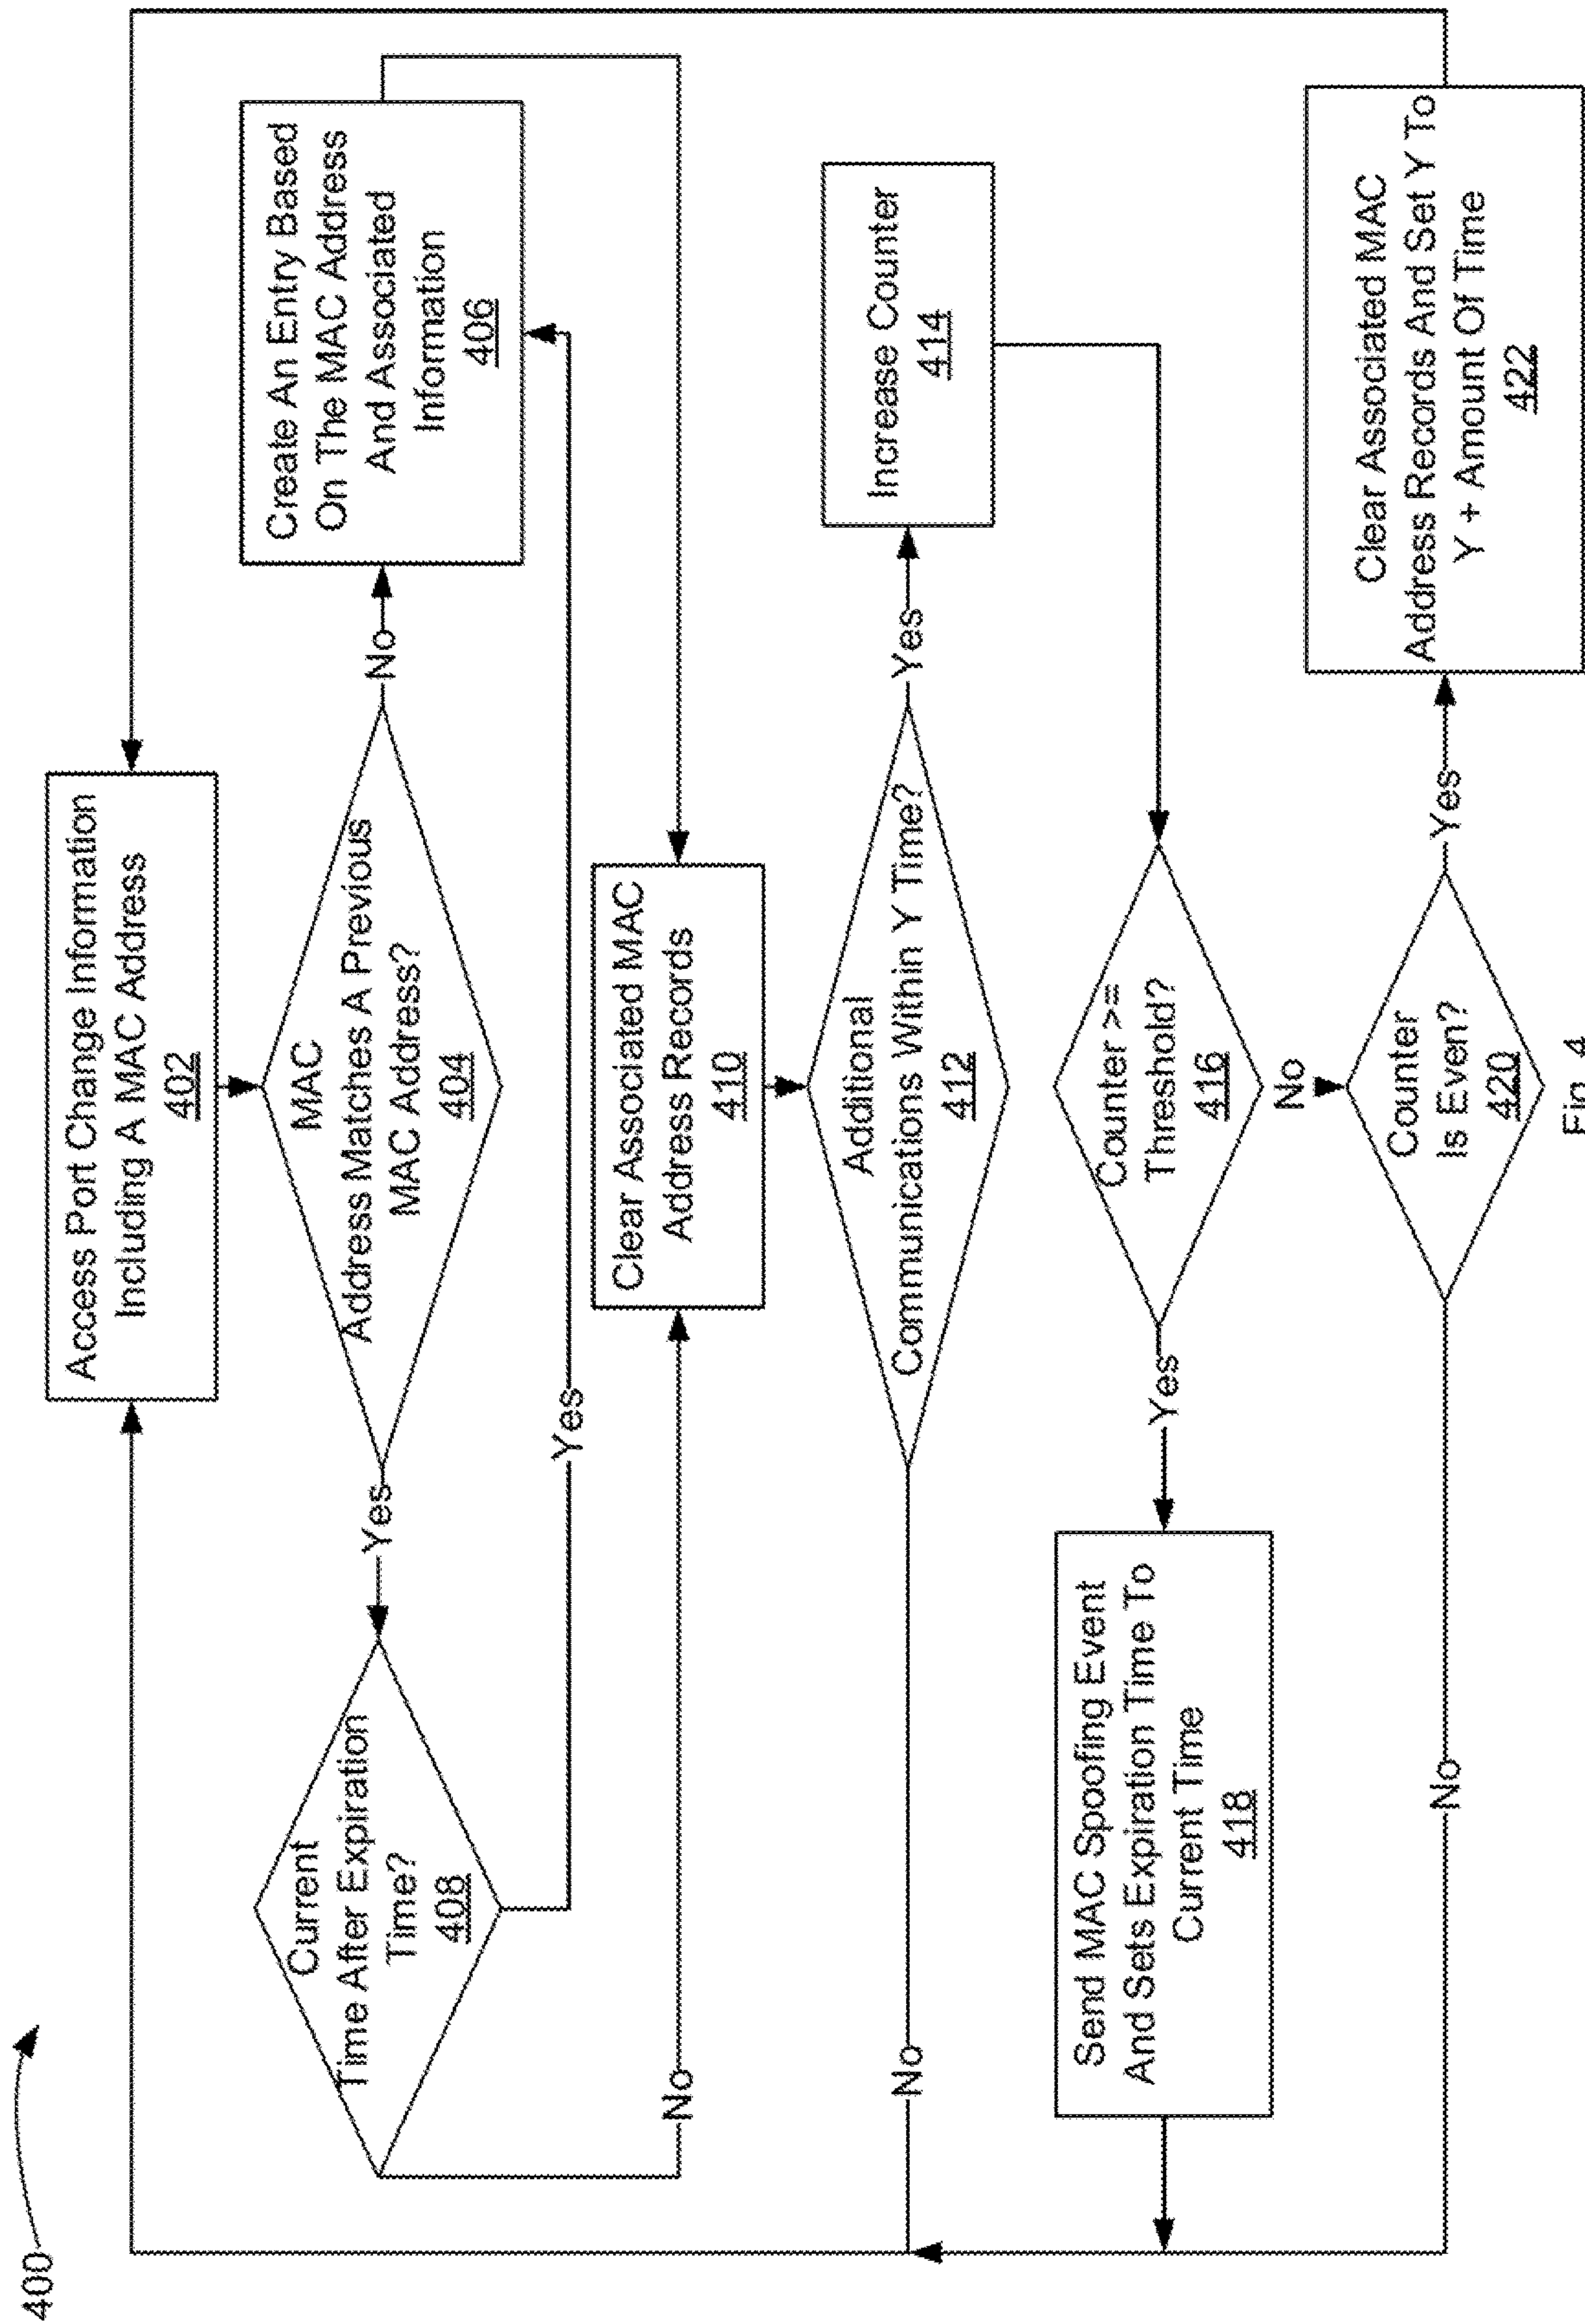 400
Access Port Change Information
Including A MAC Address
402
MAC
Address Matches A Previous
MAC Address?
404
No
Create An Entry Based
On The MAC Address
And Associated
Information
406
Yes
Current
Time After Expiration
Time?
408
Yes
No
Clear Associated MAC
Address Records
410
Additional
Communications Within Y Time?
412
No
Yes
Increase Counter
414
Counter >=
Threshold?
416
Yes
Send MAC Spoofing Event
And Sets Expiration Time To
Current Time
418
No
Counter
Is Even?
420
No
Yes
Clear Associated MAC
Address Records And Set Y To
Y + Amount Of Time
422
Fig. 4